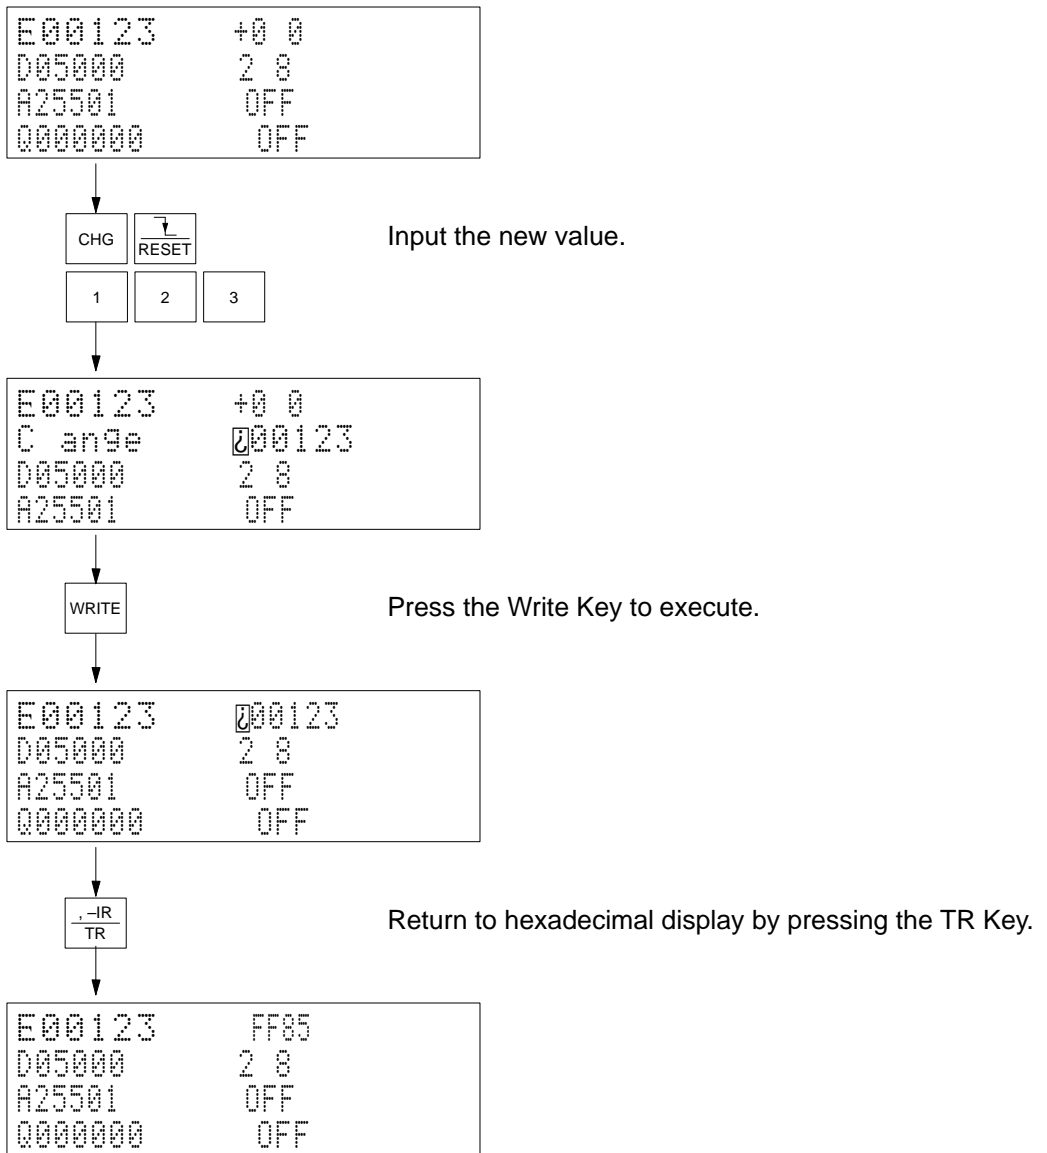 E00123 +0 0
D05000 2 8
A25501 OFF
Q000000 OFF
CHG RESET
Input the new value.
1 2 3
E00123 +0 0
C ange ¿00123
D05000 2 8
A25501 OFF
WRITE
Press the Write Key to execute.
E00123 ¿00123
D05000 2 8
A25501 OFF
Q000000 OFF
, –IR
TR
Return to hexadecimal display by pressing the TR Key.
E00123 FF85
D05000 2 8
A25501 OFF
Q000000 OFF